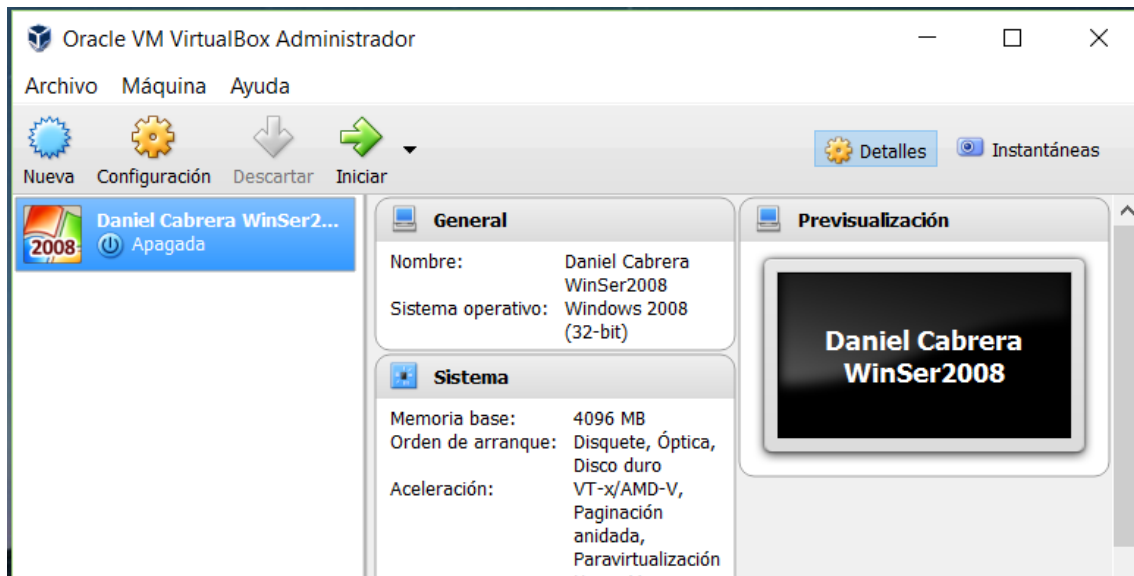 Oracle VM VirtualBox Administrador
Archivo Máquina Ayuda
Nueva Configuración Descartar Iniciar
Detalles Instantáneas
2008
Daniel Cabrera WinSer2...
Apagada
General
Nombre: Daniel Cabrera
WinSer2008
Sistema operativo: Windows 2008
(32-bit)
Sistema
Memoria base: 4096 MB
Orden de arranque: Disquete, Óptica,
Disco duro
Aceleración: VT-x/AMD-V,
Paginación
anidada,
Paravirtualización
Previsualización
Daniel Cabrera
WinSer2008